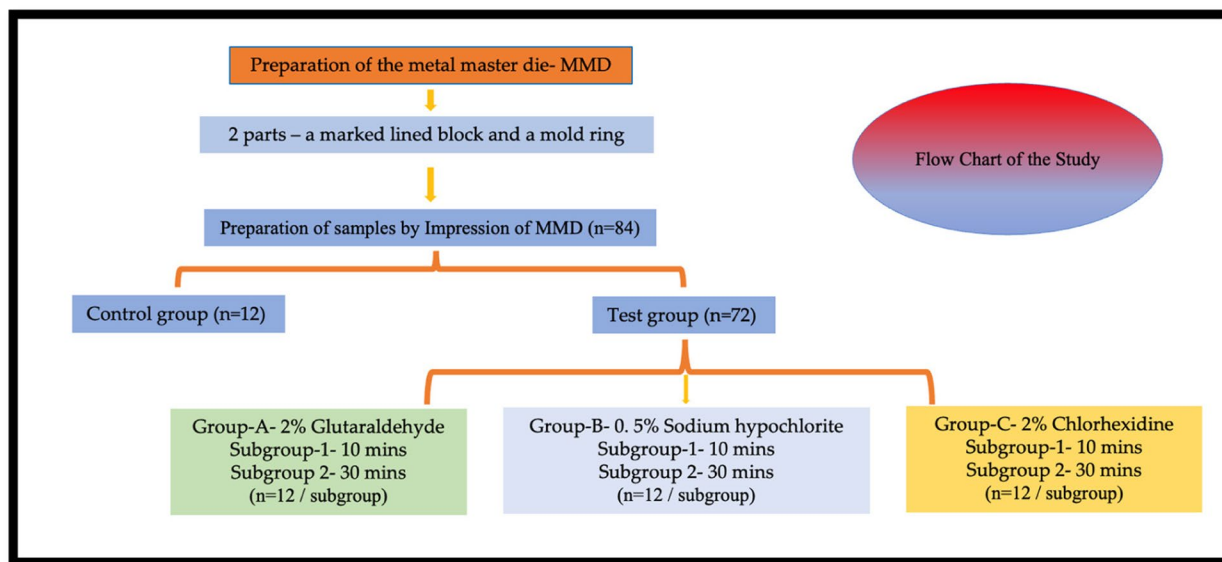 Preparation of the metal master die- MMD
2 parts – a marked lined block and a mold ring
Flow Chart of the Study
Preparation of samples by Impression of MMD (n=84)
Control group (n=12)
Test group (n=72)
Group-A- 2% Glutaraldehyde
Subgroup-1- 10 mins
Subgroup 2- 30 mins
(n=12 / subgroup)
Group-B- 0. 5% Sodium hypochlorite
Subgroup-1- 10 mins
Subgroup 2- 30 mins
(n=12 / subgroup)
Group-C- 2% Chlorhexidine
Subgroup-1- 10 mins
Subgroup 2- 30 mins
(n=12 / subgroup)